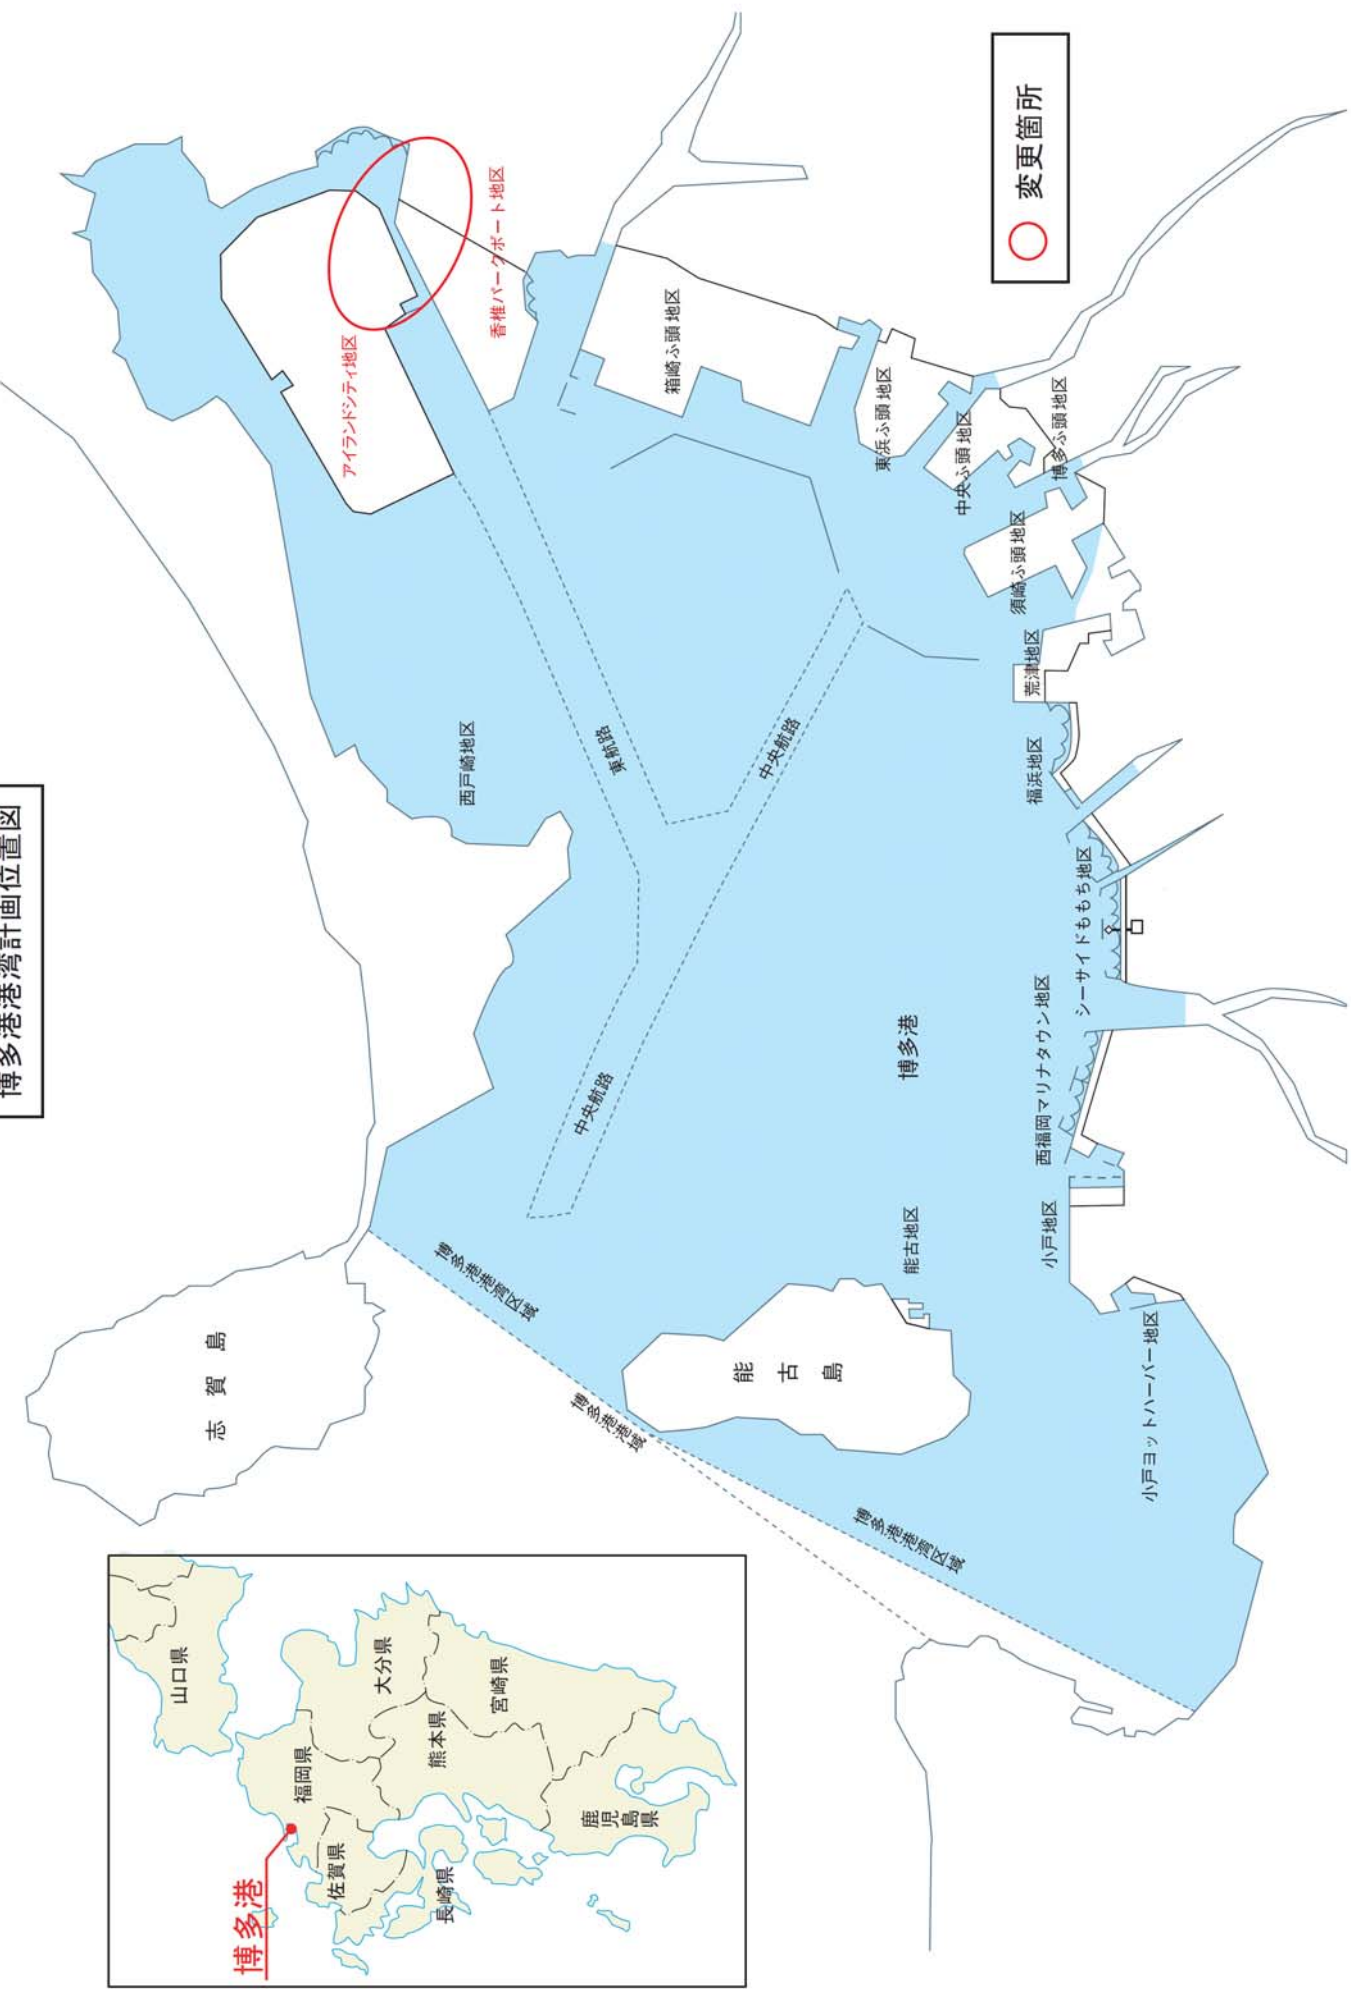 博多港港湾計画位置図
志賀島
アイランドシティ地区
香椎パークポート地区
西戸崎地区
箱崎ふ頭地区
東航路
中央航路
東浜ふ頭地区
中央ふ頭地区
博多ふ頭地区
須崎ふ頭地区
荒津地区
福浜地区
中央航路
博多港
シーサイドももち地区
西福岡マリナタウン地区
小戸地区
小戸ヨットハーバー地区
能古地区
能古島
博多港港湾区域
博多港港域
博多港港湾区域
変更箇所
博多港
山口県
福岡県
佐賀県
長崎県
大分県
熊本県
宮崎県
鹿児島県